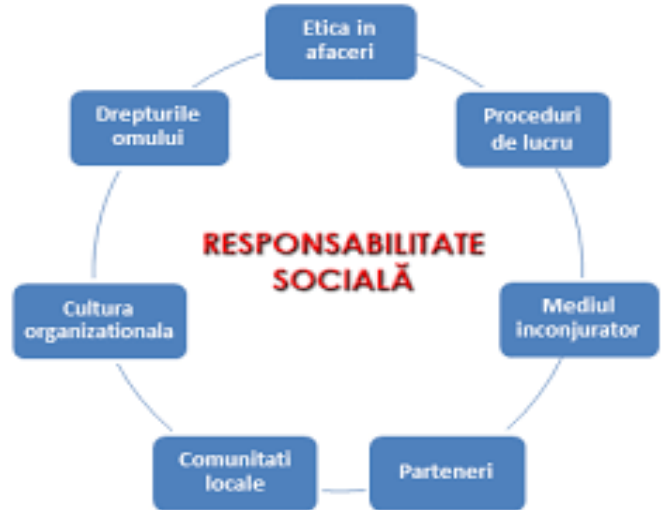 Etica in
afaceri
Proceduri
de lucru
Mediul
inconjurator
Parteneri
Comunitati
locale
Cultura
organizationala
Drepturile
omului
RESPONSABILITATE
SOCIALĂ